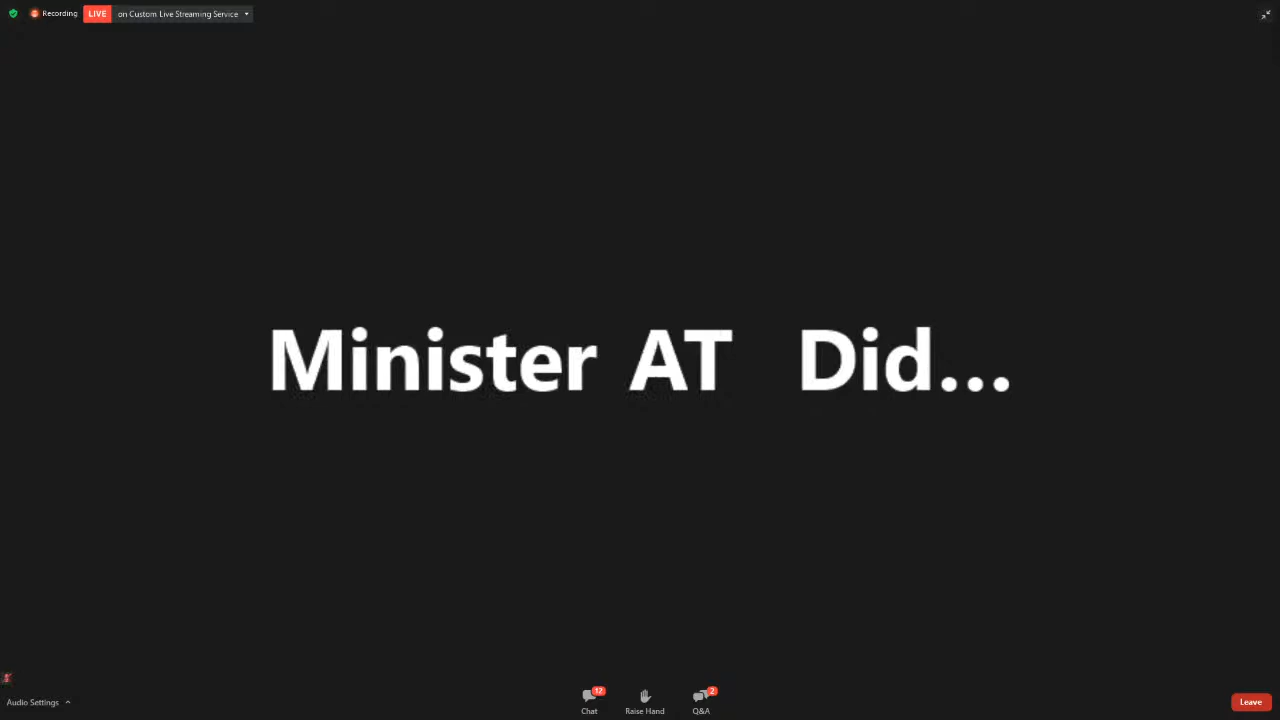 Recording LIVE on Custom Live Streaming Service
Minister AT Did...
Audio Settings
12
Chat
Raise Hand
2
Q&A
Leave